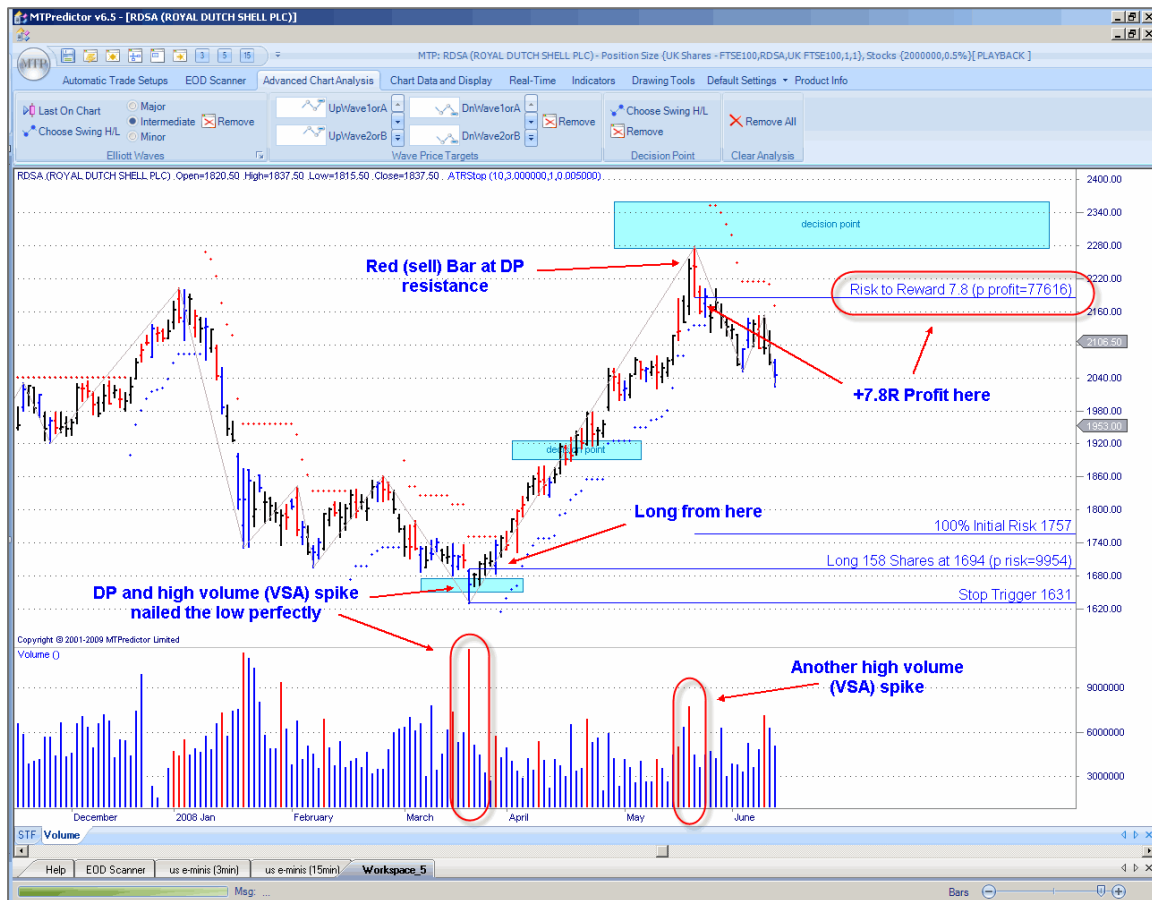 MTPredictor v6.5 - [RDSA (ROYAL DUTCH SHELL PLC)]
MTP
3 5 15
MTP: RDSA (ROYAL DUTCH SHELL PLC) - Position Size (UK Shares - FTSE100,RDSA,UK FTSE100,1,1), Stocks (2000000,0.5%)[ PLAYBACK ]
Automatic Trade Setups EOD Scanner Advanced Chart Analysis Chart Data and Display Real-Time Indicators Drawing Tools Default Settings Product Info
Last On Chart
Choose Swing H/L
Major
Intermediate
Minor
Remove
Elliott Waves
UpWave1orA
UpWave2orB
DnWave1orA
DnWave2orB
Remove
Wave Price Targets
Choose Swing H/L
Remove
Decision Point
Remove All
Clear Analysis
RDSA (ROYAL DUTCH SHELL PLC) Open=1820.50 High=1837.50 Low=1815.50 Close=1837.50 ATRStop (10,3.000000,1,0.005000)
2400.00
2340.00
2280.00
2220.00
2160.00
2106.50
2040.00
1980.00
1953.00
1920.00
1860.00
1800.00
1740.00
1680.00
1620.00
decision point
Red (sell) Bar at DP
resistance
Risk to Reward 7.8 (p profit=77616)
+7.8R Profit here
decision point
Long from here
100% Initial Risk 1757
Long 158 Shares at 1694 (p risk=9954)
Stop Trigger 1631
DP and high volume (VSA) spike
nailed the low perfectly
Copyright © 2001-2009 MTPredictor Limited
Volume ()
Another high volume
(VSA) spike
9000000
6000000
3000000
December 2008 Jan February March April May June
STF Volume
Help EOD Scanner us e-minis (3min) us e-minis (15min) Workspace_5
Msg: ...
Bars